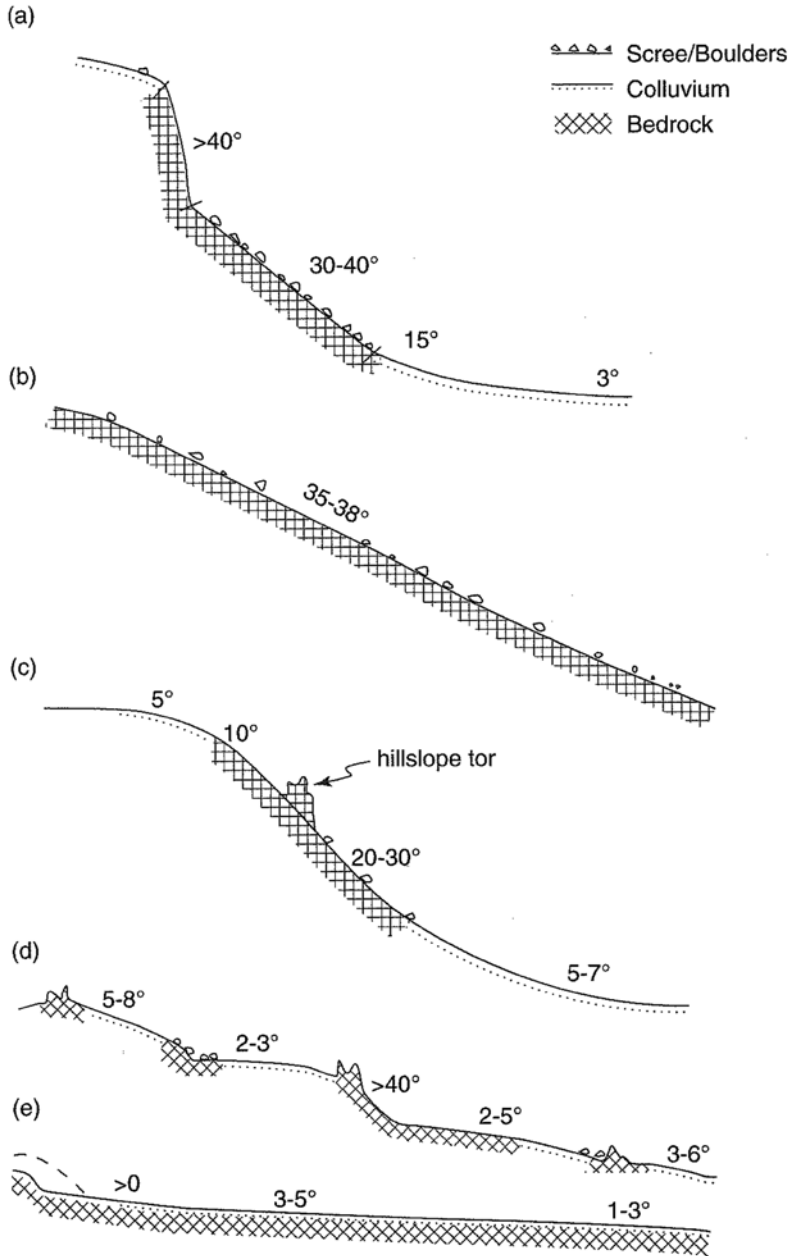 (a)
Scree/Boulders
Colluvium
Bedrock
>40°
30-40°
15°
3°
(b)
35-38°
(c)
5°
10°
hillslope tor
20-30°
5-7°
(d)
5-8°
2-3°
>40°
2-5°
3-6°
(e)
>0
3-5°
1-3°